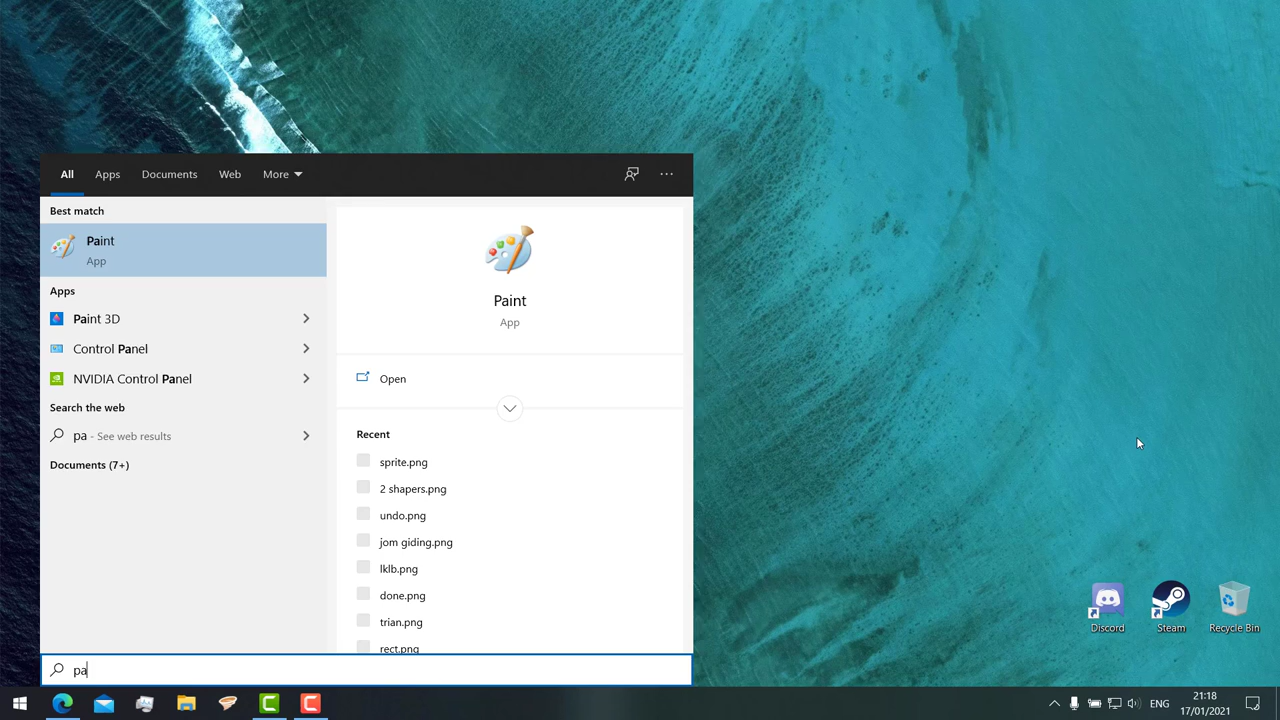 All
Apps
Documents
Web
More
Best match
Paint
App
Apps
Paint 3D
Control Panel
NVIDIA Control Panel
Search the web
pa - See web results
Documents (7+)
Paint
App
Open
Recent
sprite.png
2 shapers.png
undo.png
jom giding.png
lklb.png
done.png
trian.png
rect.png
pa
Discord
Steam
Recycle Bin
ENG
21:18
17/01/2021